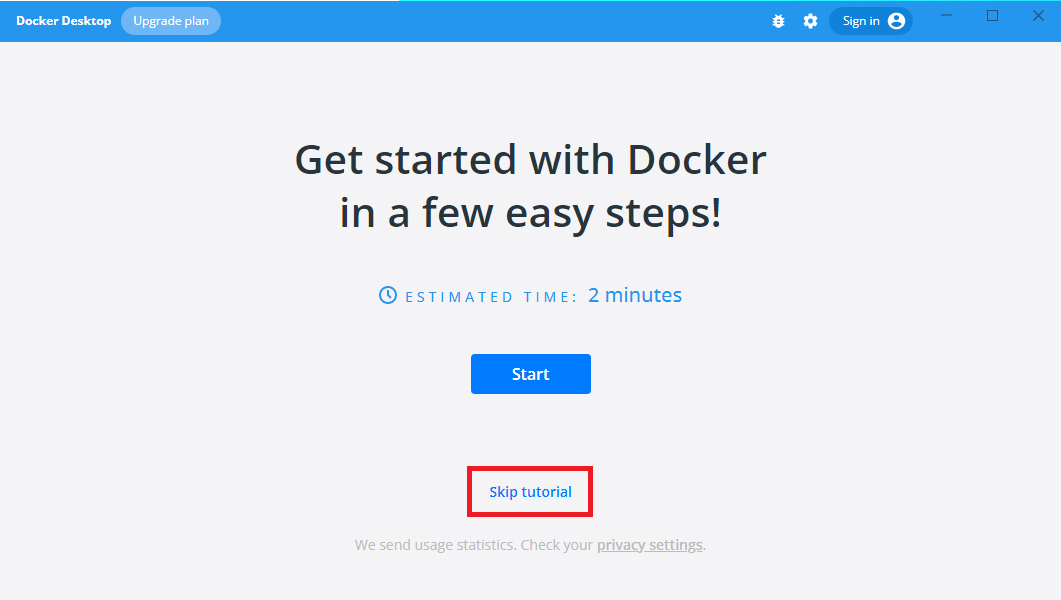 Docker Desktop Upgrade plan Sign in
Get started with Docker
in a few easy steps!
ESTIMATED TIME: 2 minutes
Start
Skip tutorial
We send usage statistics. Check your privacy settings.